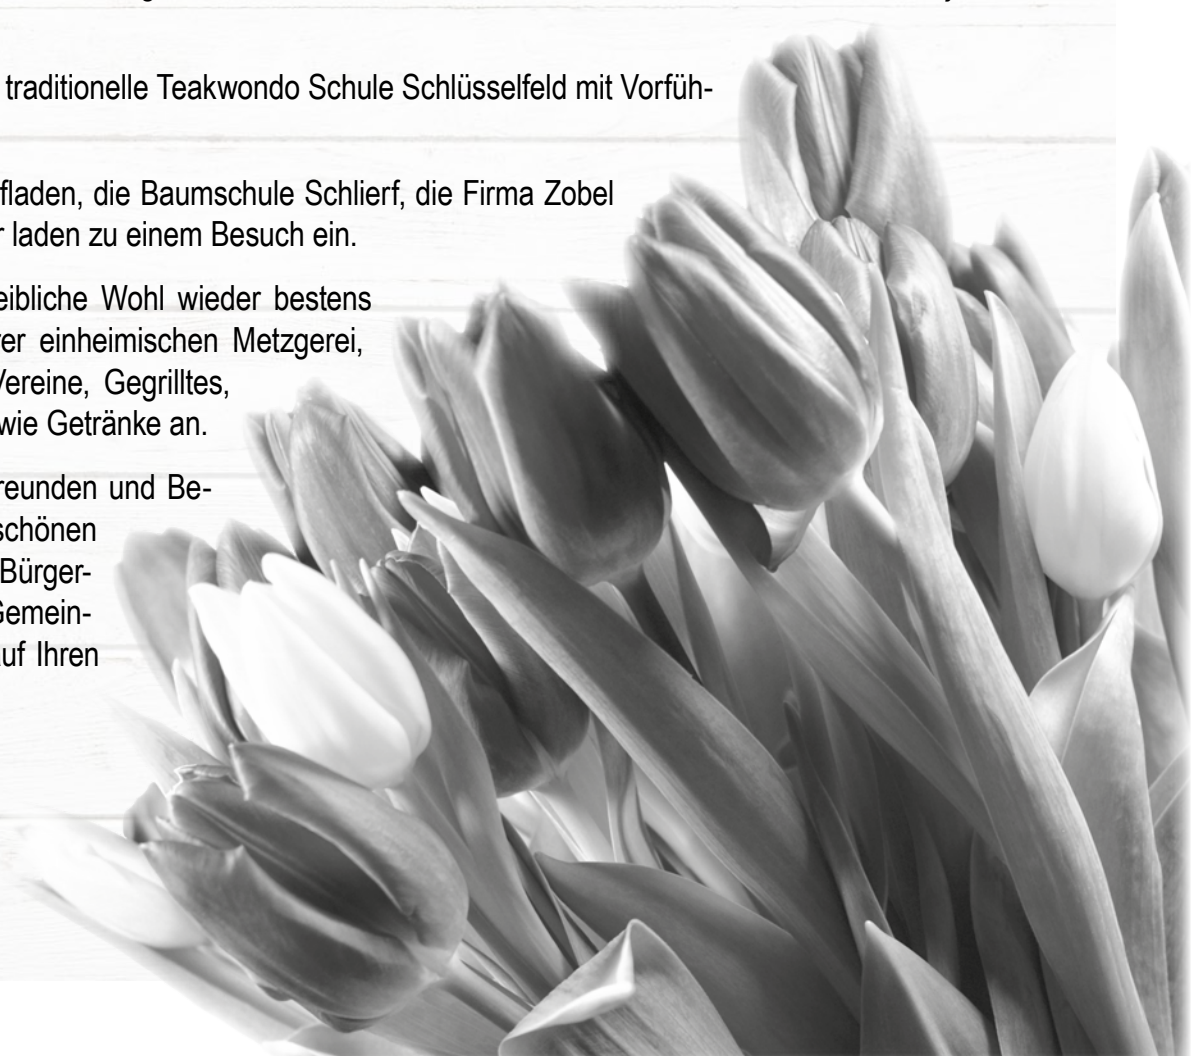 traditionelle Teakwondo Schule Schlüsselfeld mit Vorfüh-
fladen, die Baumschule Schlierf, die Firma Zobel
r laden zu einem Besuch ein.
eibliche Wohl wieder bestens
rer einheimischen Metzgerei,
Vereine, Gegrilltes,
wie Getränke an.
reunden und Be-
schönen
Bürger-
Gemein-
uf Ihren